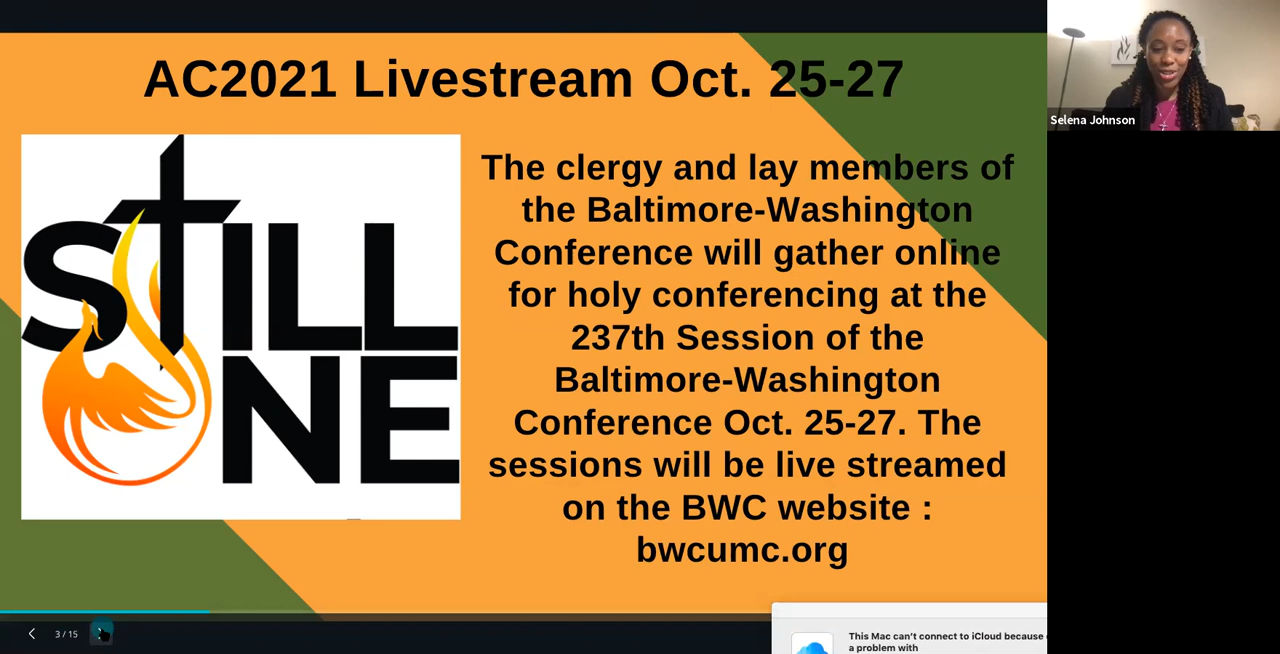 AC2021 Livestream Oct. 25-27
STILL
ONE
The clergy and lay members of
the Baltimore-Washington
Conference will gather online
for holy conferencing at the
237th Session of the
Baltimore-Washington
Conference Oct. 25-27. The
sessions will be live streamed
on the BWC website :
bwcumc.org
Selena Johnson
3 / 15
This Mac can’t connect to iCloud because
a problem with